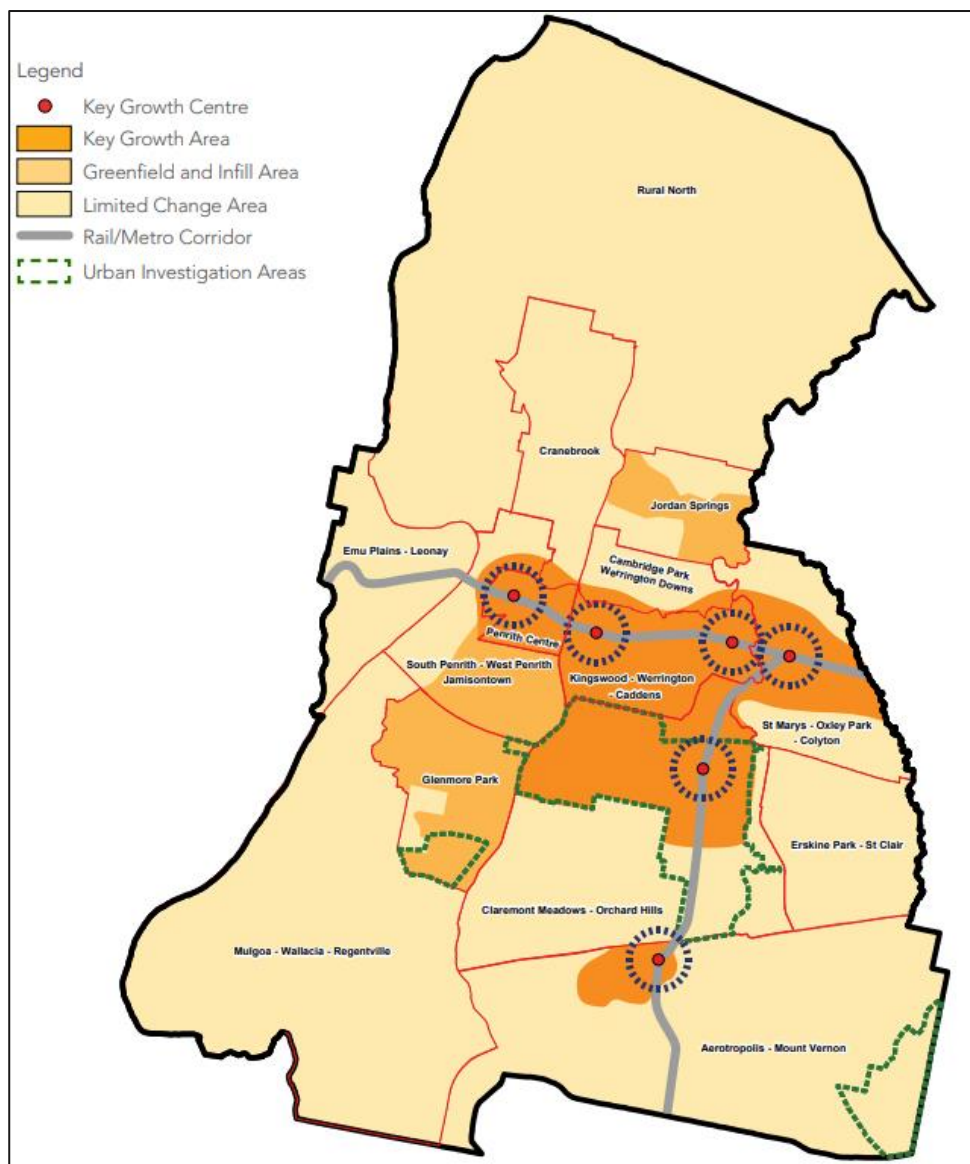 Legend
Key Growth Centre
Key Growth Area
Greenfield and Infill Area
Limited Change Area
Rail/Metro Corridor
Urban Investigation Areas
Rural North
Cranebrook
Jordan Springs
Emu Plains - Leonay
Cambridge Park
Werrington Downs
Penrith Centre
South Penrith - West Penrith
Jamisontown
Kingswood - Werrington
- Caddens
St Marys - Oxley Park
- Colyton
Glenmore Park
Erskine Park - St Clair
Claremont Meadows - Orchard Hills
Mulgoa - Wallacia - Regentville
Aerotropolis - Mount Vernon